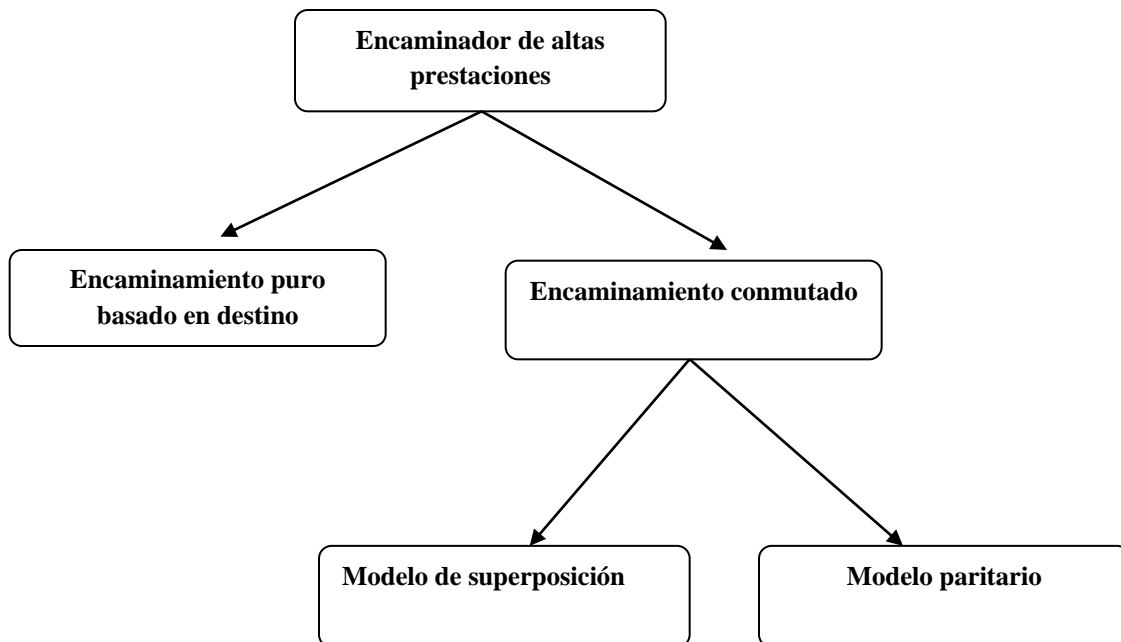 Encaminador de altas
prestaciones
Encaminamiento puro
basado en destino
Encaminamiento conmutado
Modelo de superposición
Modelo paritario